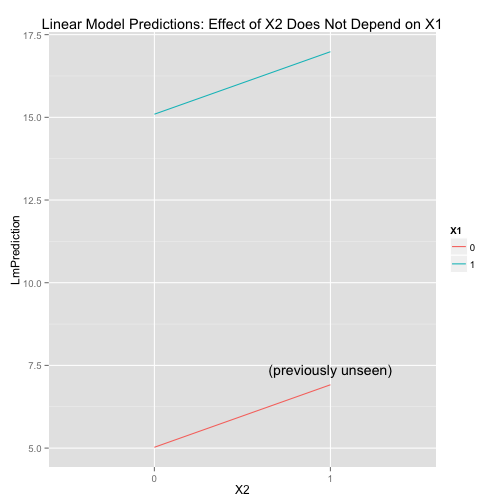 Linear Model Predictions: Effect of X2 Does Not Depend on X1
17.5
15.0
12.5
10.0
7.5
5.0
LmPrediction
(previously unseen)
0
1
X2
X1
0
1